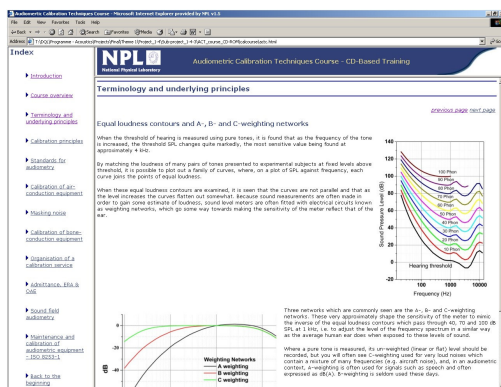 Audiometric Calibration Techniques Course - Microsoft Internet Explorer provided by NPL v1.5
File Edit View Favorites Tools Help
Back Search Favorites Media
Address
Index
NPL
National Physical Laboratory
Audiometric Calibration Techniques Course - CD-Based Training
Introduction
Course overview
Terminology and
underlying principles
Calibration principles
Standards for
audiometry
Calibration of air-
conduction equipment
Masking noise
Calibration of bone-
conduction equipment
Organisation of a
calibration service
Admittance, ERA &
OAE
Sound field
audiometry
Maintenance and
calibration of
audiometric equipment
- ISO 8253-1
Back to the
beginning
Terminology and underlying principles
previous page next page
Equal loudness contours and A-, B- and C-weighting networks
When the threshold of hearing is measured using pure tones, it is found that as the frequency of the tone
is increased, the threshold SPL changes quite markedly, the most sensitive value being found at
approximately 4 kHz.
By matching the loudness of many pairs of tones presented to experimental subjects at fixed levels above
threshold, it is possible to plot out a family of curves, where, on a plot of SPL against frequency, each
curve joins the points of equal loudness.
When these equal loudness contours are examined, it is seen that the curves are not parallel and that as
the level increases the curves flatten out somewhat. Because sound measurements are often made in
order to gain some estimate of loudness, sound level meters are often fitted with electrical circuits known
as weighting networks, which go some way towards making the sensitivity of the meter reflect that of the
ear.
140
120
100
80
60
40
20
0
-20
Sound Pressure Level (dB)
100 Phon
90 Phon
80 Phon
70 Phon
60 Phon
50 Phon
40 Phon
30 Phon
20 Phon
10 Phon
Hearing threshold
100 1000 10000
Frequency (Hz)
Three networks which are commonly seen are the A-, B- and C-weighting
networks. These very approximately shape the sensitivity of the meter to mimic
the inverse of the equal loudness contours which pass through 40, 70 and 100 dB
SPL at 1 kHz, i.e. to adjust the level of the frequency spectrum in a similar way
as the average human ear does when exposed to these levels of sound.
Where a pure tone is measured, its un-weighted (linear or flat) level should be
recorded, but you will often see C-weighting used for very loud noises which
contain a mixture of many frequencies (e.g. aircraft noise), and, in an audiometric
context, A-weighting is often used for signals such as speech and often
expressed as dB(A). B-weighting is seldom used these days.
0
-20
-40
dB
Weighting Networks
A weighting
B weighting
C weighting